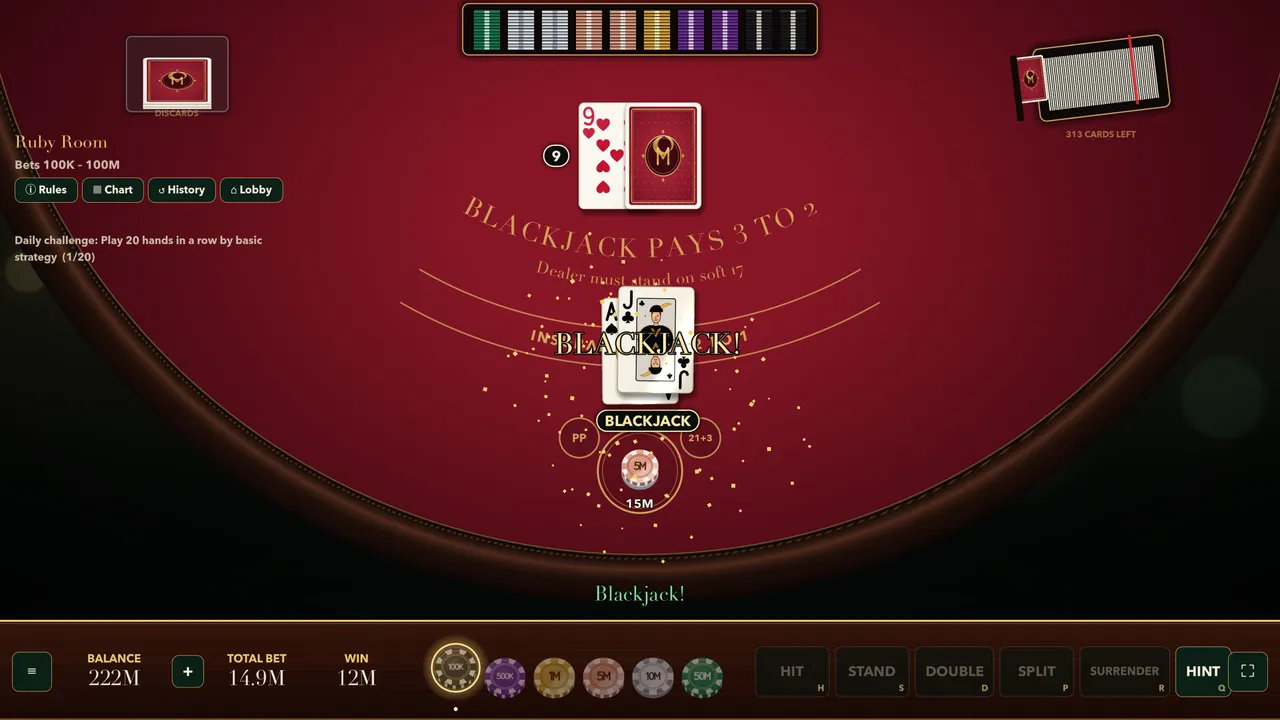 DISCARDS
Ruby Room
Bets 100K - 100M
Rules
Chart
History
Lobby
Daily challenge: Play 20 hands in a row by basic
strategy (1/20)
313 CARDS LEFT
9
9
M
BLACKJACK PAYS 3 TO 2
Dealer must stand on soft 17
A
J
J
BLACKJACK!
BLACKJACK
PP
21+3
5M
15M
Blackjack!
BALANCE
222M
+
TOTAL BET
14.9M
WIN
12M
100K
500K
1M
5M
10M
50M
HIT
H
STAND
S
DOUBLE
D
SPLIT
P
SURRENDER
R
HINT
Q